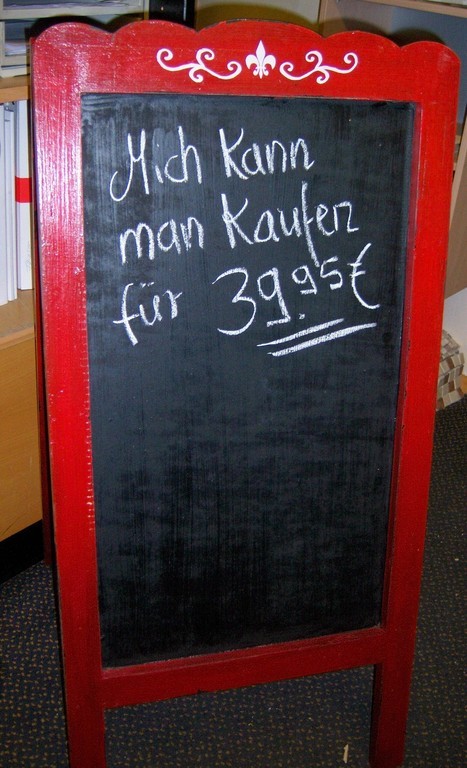 Mich Kann
man Kaufen
für 39.95€